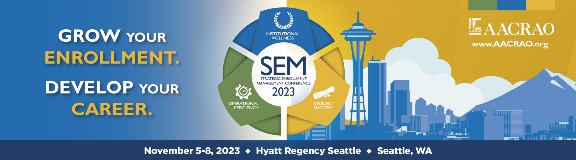 GROW YOUR
ENROLLMENT.
DEVELOP YOUR
CAREER.
INSTITUTIONAL
WELLNESS
SEM
STRATEGIC ENROLLMENT
MANAGEMENT CONFERENCE
2023
OPERATIONAL
EFFICIENCY
STUDENT
SUCCESS
AACRAO
www.AACRAO.org
November 5-8, 2023 ◆ Hyatt Regency Seattle ◆ Seattle, WA